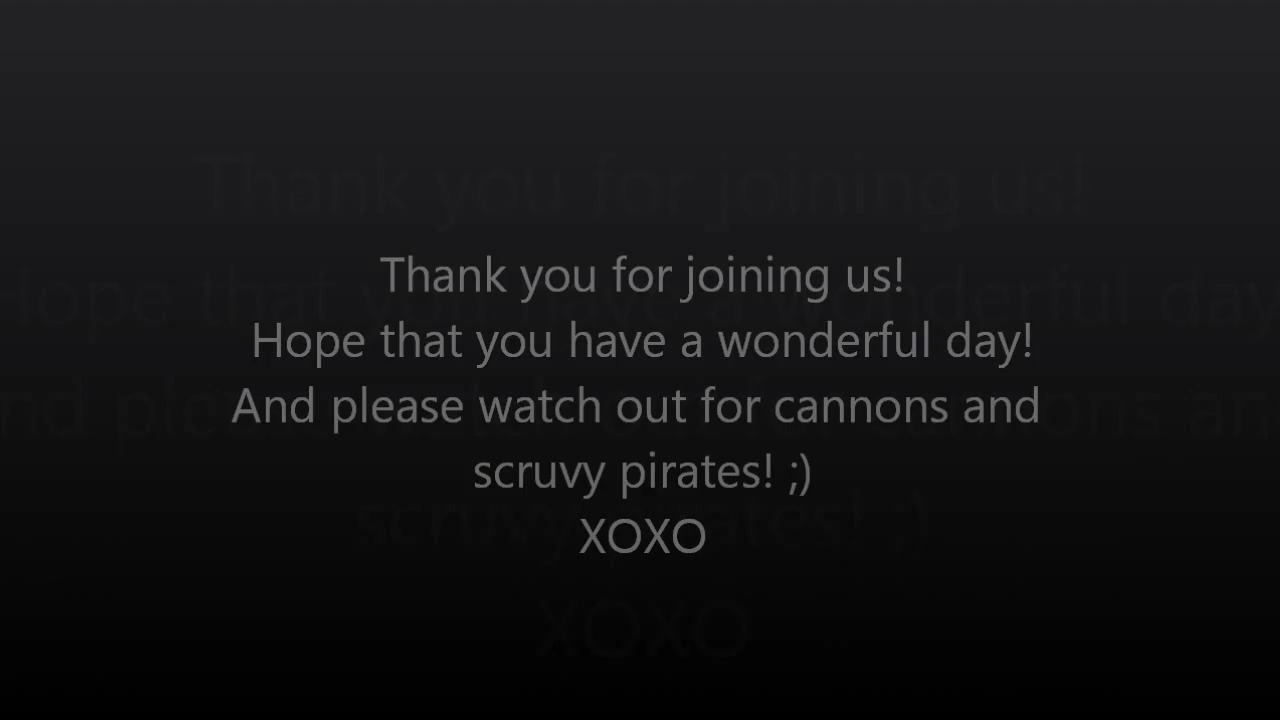 Thank you for joining us!
Hope that you have a wonderful day!
And please watch out for cannons and
scruvy pirates! ;)
XOXO